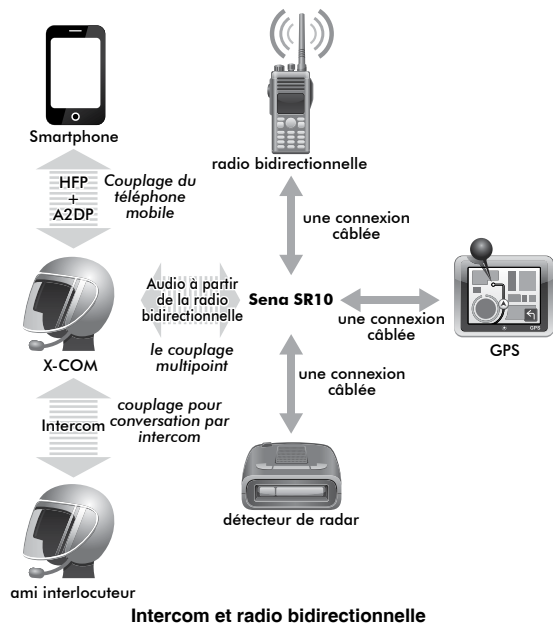 Smartphone
radio bidirectionnelle
HFP
+
A2DP
Couplage du
téléphone
mobile
une connexion
câblée
Audio à partir
de la radio
bidirectionnelle
Sena SR10
une connexion
câblée
GPS
GPS
X-COM
le couplage
multipoint
une connexion
câblée
Intercom
couplage pour
conversation par
intercom
détecteur de radar
ami interlocuteur
Intercom et radio bidirectionnelle